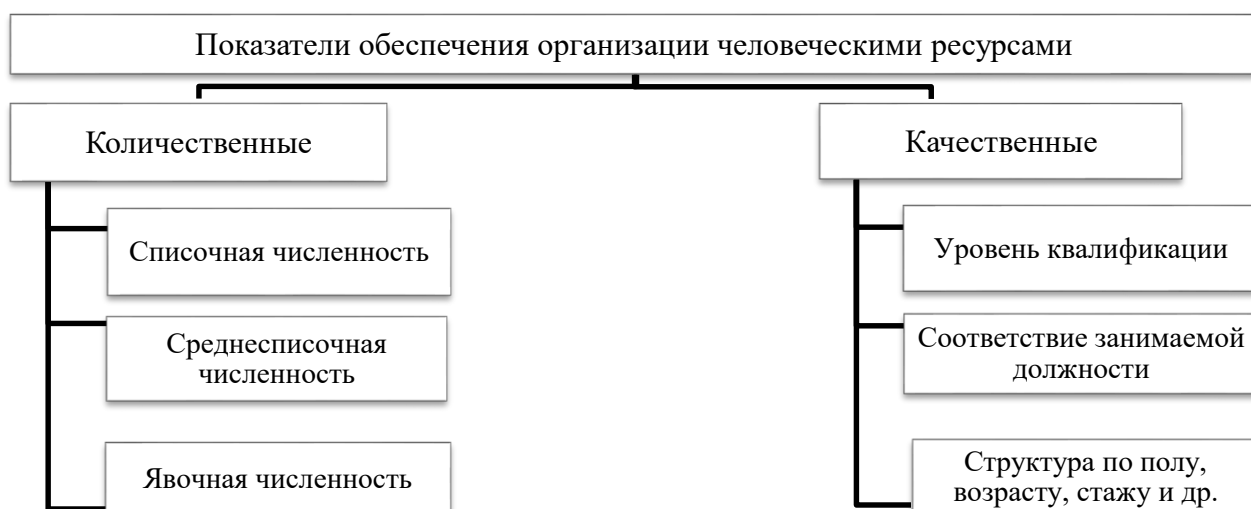 Показатели обеспечения организации человеческими ресурсами
Количественные
Списочная численность
Среднесписочная
численность
Явочная численность
Качественные
Уровень квалификации
Соответствие занимаемой
должности
Структура по полу,
возрасту, стажу и др.